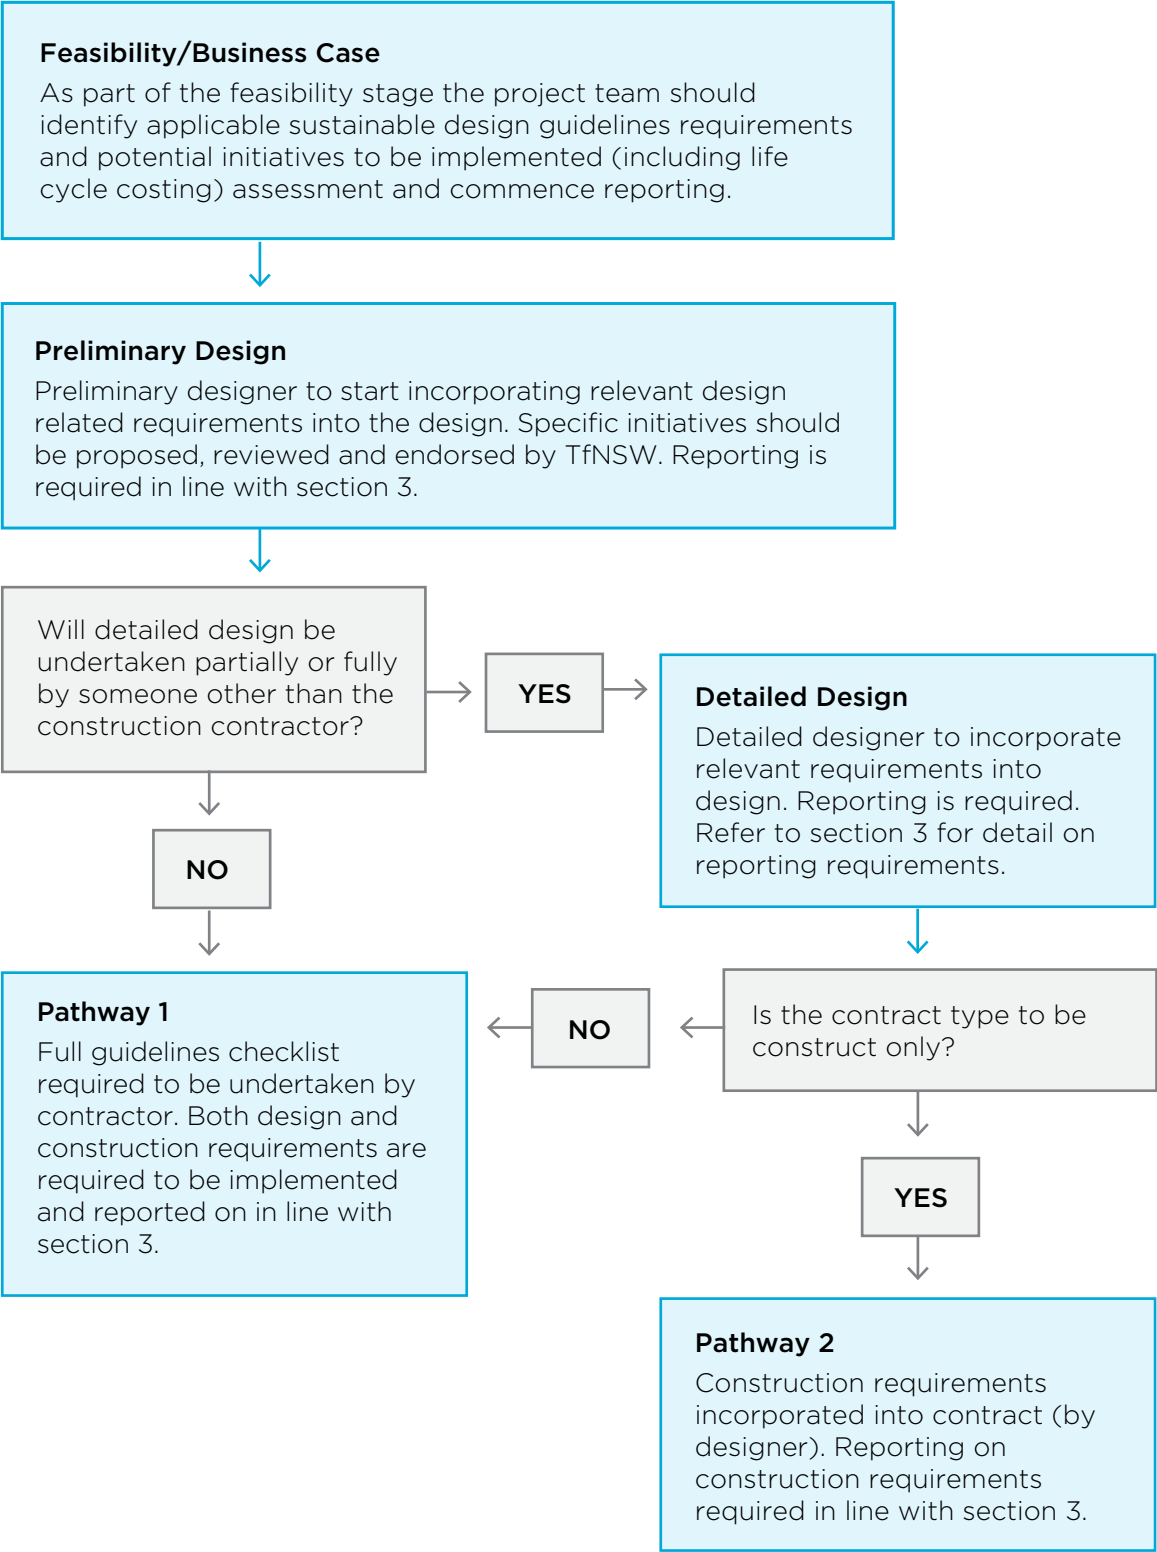 Feasibility/Business Case
As part of the feasibility stage the project team should
identify applicable sustainable design guidelines requirements
and potential initiatives to be implemented (including life
cycle costing) assessment and commence reporting.
Preliminary Design
Preliminary designer to start incorporating relevant design
related requirements into the design. Specific initiatives should
be proposed, reviewed and endorsed by TfNSW. Reporting is
required in line with section 3.
Will detailed design be
undertaken partially or fully
by someone other than the
construction contractor?
YES
Detailed Design
Detailed designer to incorporate
relevant requirements into
design. Reporting is required.
Refer to section 3 for detail on
reporting requirements.
NO
Pathway 1
Full guidelines checklist
required to be undertaken by
contractor. Both design and
construction requirements are
required to be implemented
and reported on in line with
section 3.
NO
Is the contract type to be
construct only?
YES
Pathway 2
Construction requirements
incorporated into contract (by
designer). Reporting on
construction requirements
required in line with section 3.